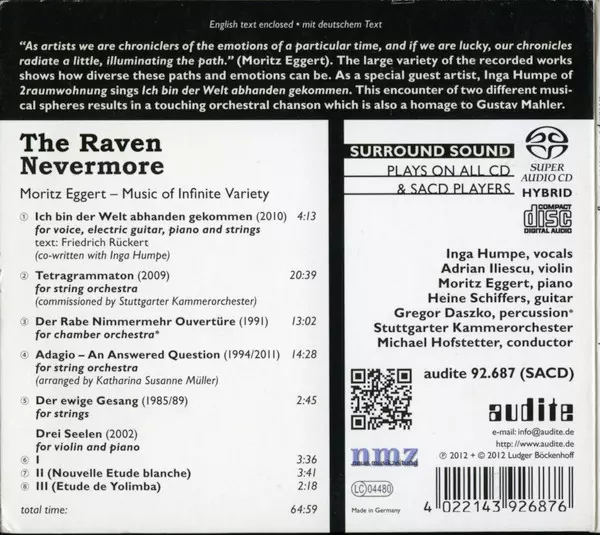 English text enclosed • mit deutschem Text
"As artists we are chroniclers of the emotions of a particular time, and if we are lucky, our chronicles
radiate a little, illuminating the path." (Moritz Eggert). The large variety of the recorded works
shows how diverse these paths and emotions can be. As a special guest artist, Inga Humpe of
2raumwohnung sings Ich bin der Welt abhanden gekommen. This encounter of two different musi-
cal spheres results in a touching orchestral chanson which is also a homage to Gustav Mahler.
The Raven
Nevermore
Moritz Eggert – Music of Infinite Variety
① Ich bin der Welt abhanden gekommen (2010) 4:13
for voice, electric guitar, piano and strings
text: Friedrich Rückert
(co-written with Inga Humpe)
② Tetragrammaton (2009) 20:39
for string orchestra
(commissioned by Stuttgarter Kammerorchester)
③ Der Rabe Nimmermehr Ouvertüre (1991) 13:02
for chamber orchestra*
④ Adagio – An Answered Question (1994/2011) 14:28
for string orchestra
(arranged by Katharina Susanne Müller)
⑤ Der ewige Gesang (1985/89) 2:45
for strings
Drei Seelen (2002)
for violin and piano
⑥ I 3:36
⑦ II (Nouvelle Etude blanche) 3:41
⑧ III (Etude de Yolimba) 2:18
total time: 64:59
SURROUND SOUND
PLAYS ON ALL CD
& SACD PLAYERS
SUPER AUDIO CD
HYBRID
COMPACT
disc
DIGITAL AUDIO
Inga Humpe, vocals
Adrian Iliescu, violin
Moritz Eggert, piano
Heine Schiffers, guitar
Gregor Daszko, percussion*
Stuttgarter Kammerorchester
Michael Hofstetter, conductor
audite 92.687 (SACD)
audite
e-mail: info@audite.de
http://www.audite.de
℗ 2012 + © 2012 Ludger Böckenhoff
nmz
neue musikzeitung
LC 04480
Made in Germany
4 022143 926876